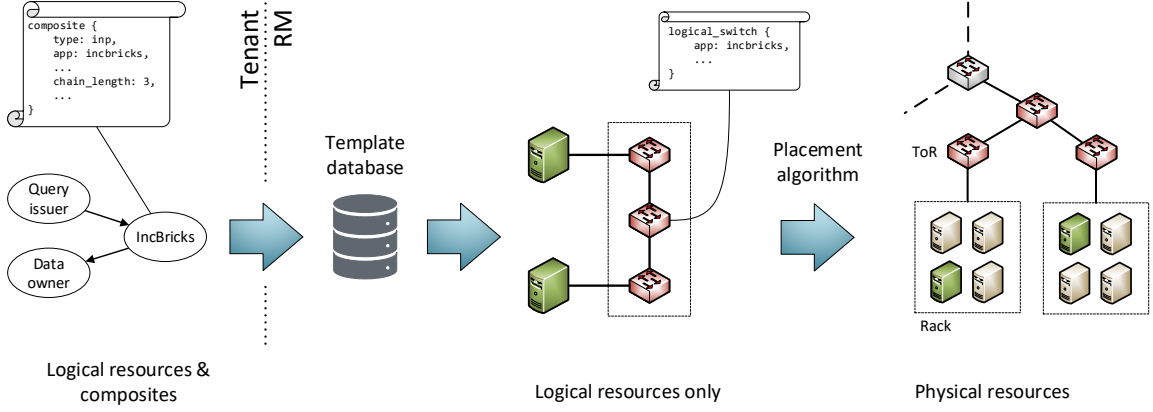 composite {
type: inp,
app: incbricks,
...
chain_length: 3,
...
}
Query
issuer
IncBricks
Data
owner
Logical resources &
composites
Tenant
RM
Template
database
logical_switch {
app: incbricks,
...
}
Logical resources only
Placement
algorithm
ToR
Rack
Physical resources